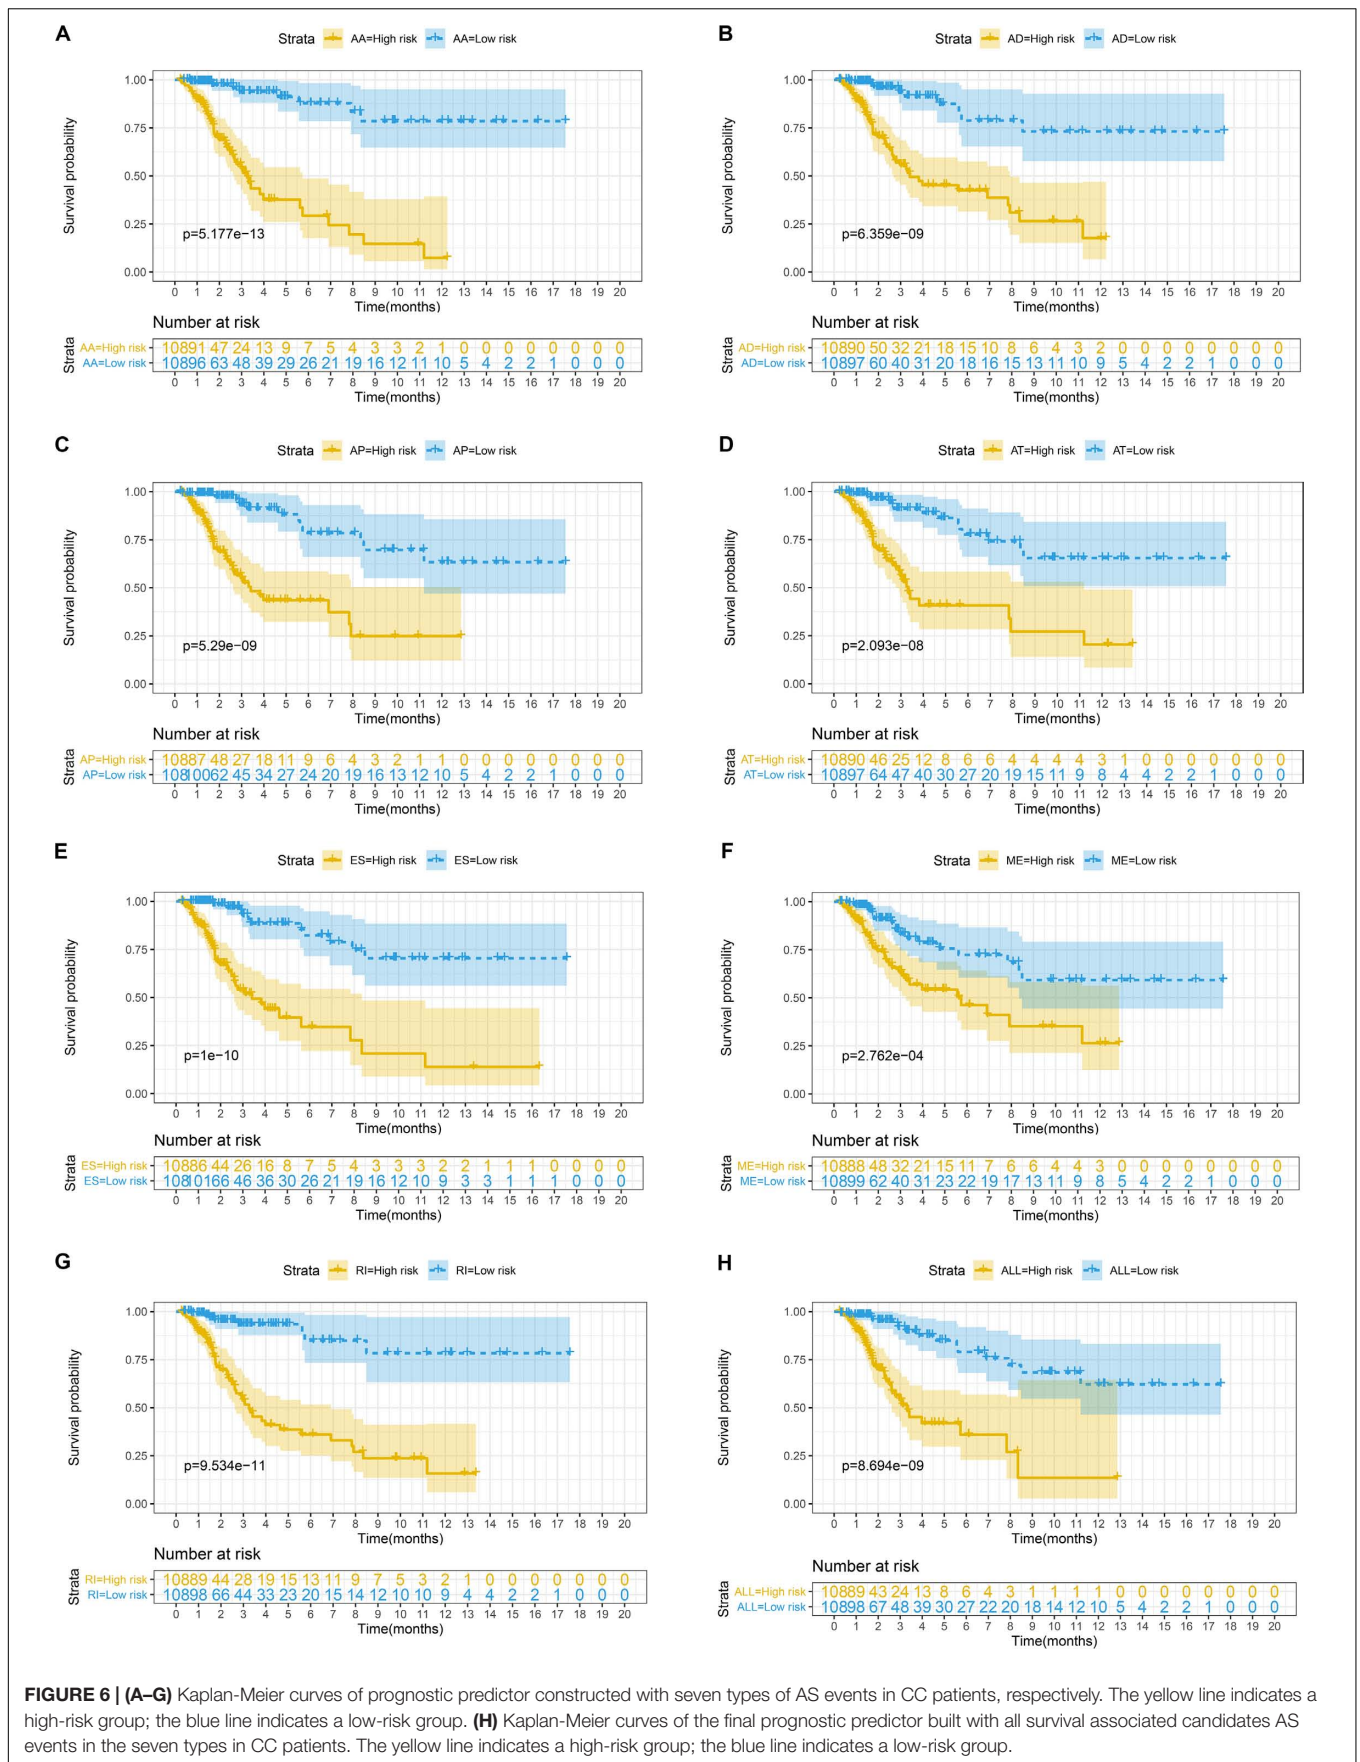 A
Strata AA=High risk AA=Low risk
Survival probability
1.00
0.75
0.50
0.25
0.00
p=5.177e−13
0 1 2 3 4 5 6 7 8 9 10 11 12 13 14 15 16 17 18 19 20
Time(months)
Number at risk
Strata
AA=High risk 10891 47 24 13 9 7 5 4 3 3 2 1 0 0 0 0 0 0 0 0
AA=Low risk 10896 63 48 39 29 26 21 19 16 12 11 10 5 4 2 2 1 0 0 0
0 1 2 3 4 5 6 7 8 9 10 11 12 13 14 15 16 17 18 19 20
Time(months)
B
Strata AD=High risk AD=Low risk
Survival probability
1.00
0.75
0.50
0.25
0.00
p=6.359e−09
0 1 2 3 4 5 6 7 8 9 10 11 12 13 14 15 16 17 18 19 20
Time(months)
Number at risk
Strata
AD=High risk 10890 50 32 21 18 15 10 8 6 4 3 2 0 0 0 0 0 0 0 0
AD=Low risk 10897 60 40 31 20 18 16 15 13 11 10 9 5 4 2 2 1 0 0 0
0 1 2 3 4 5 6 7 8 9 10 11 12 13 14 15 16 17 18 19 20
Time(months)
C
Strata AP=High risk AP=Low risk
Survival probability
1.00
0.75
0.50
0.25
0.00
p=5.29e−09
0 1 2 3 4 5 6 7 8 9 10 11 12 13 14 15 16 17 18 19 20
Time(months)
Number at risk
Strata
AP=High risk 10887 48 27 18 11 9 6 4 3 2 1 1 0 0 0 0 0 0 0 0
AP=Low risk 10810062 45 34 27 24 20 19 16 13 12 10 5 4 2 2 1 0 0 0
0 1 2 3 4 5 6 7 8 9 10 11 12 13 14 15 16 17 18 19 20
Time(months)
D
Strata AT=High risk AT=Low risk
Survival probability
1.00
0.75
0.50
0.25
0.00
p=2.093e−08
0 1 2 3 4 5 6 7 8 9 10 11 12 13 14 15 16 17 18 19 20
Time(months)
Number at risk
Strata
AT=High risk 10890 46 25 12 8 6 6 4 4 4 4 3 1 0 0 0 0 0 0 0
AT=Low risk 10897 64 47 40 30 27 20 19 15 11 9 8 4 4 2 2 1 0 0 0
0 1 2 3 4 5 6 7 8 9 10 11 12 13 14 15 16 17 18 19 20
Time(months)
E
Strata ES=High risk ES=Low risk
Survival probability
1.00
0.75
0.50
0.25
0.00
p=1e−10
0 1 2 3 4 5 6 7 8 9 10 11 12 13 14 15 16 17 18 19 20
Time(months)
Number at risk
Strata
ES=High risk 10886 44 26 16 8 7 5 4 3 3 3 2 2 1 1 1 0 0 0 0
ES=Low risk 10810166 46 36 30 26 21 19 16 12 10 9 3 3 1 1 1 0 0 0
0 1 2 3 4 5 6 7 8 9 10 11 12 13 14 15 16 17 18 19 20
Time(months)
F
Strata ME=High risk ME=Low risk
Survival probability
1.00
0.75
0.50
0.25
0.00
p=2.762e−04
0 1 2 3 4 5 6 7 8 9 10 11 12 13 14 15 16 17 18 19 20
Time(months)
Number at risk
Strata
ME=High risk 10888 48 32 21 15 11 7 6 6 4 4 3 0 0 0 0 0 0 0 0
ME=Low risk 10899 62 40 31 23 22 19 17 13 11 9 8 5 4 2 2 1 0 0 0
0 1 2 3 4 5 6 7 8 9 10 11 12 13 14 15 16 17 18 19 20
Time(months)
G
Strata RI=High risk RI=Low risk
Survival probability
1.00
0.75
0.50
0.25
0.00
p=9.534e−11
0 1 2 3 4 5 6 7 8 9 10 11 12 13 14 15 16 17 18 19 20
Time(months)
Number at risk
Strata
RI=High risk 10889 44 28 19 15 13 11 9 7 5 3 2 1 0 0 0 0 0 0 0
RI=Low risk 10898 66 44 33 23 20 15 14 12 10 10 9 4 4 2 2 1 0 0 0
0 1 2 3 4 5 6 7 8 9 10 11 12 13 14 15 16 17 18 19 20
Time(months)
H
Strata ALL=High risk ALL=Low risk
Survival probability
1.00
0.75
0.50
0.25
0.00
p=8.694e−09
0 1 2 3 4 5 6 7 8 9 10 11 12 13 14 15 16 17 18 19 20
Time(months)
Number at risk
Strata
ALL=High risk 10889 43 24 13 8 6 4 3 1 1 1 1 0 0 0 0 0 0 0 0
ALL=Low risk 10898 67 48 39 30 27 22 20 18 14 12 10 5 4 2 2 1 0 0 0
0 1 2 3 4 5 6 7 8 9 10 11 12 13 14 15 16 17 18 19 20
Time(months)
FIGURE 6 | (A–G) Kaplan-Meier curves of prognostic predictor constructed with seven types of AS events in CC patients, respectively. The yellow line indicates a
high-risk group; the blue line indicates a low-risk group. (H) Kaplan-Meier curves of the final prognostic predictor built with all survival associated candidates AS
events in the seven types in CC patients. The yellow line indicates a high-risk group; the blue line indicates a low-risk group.